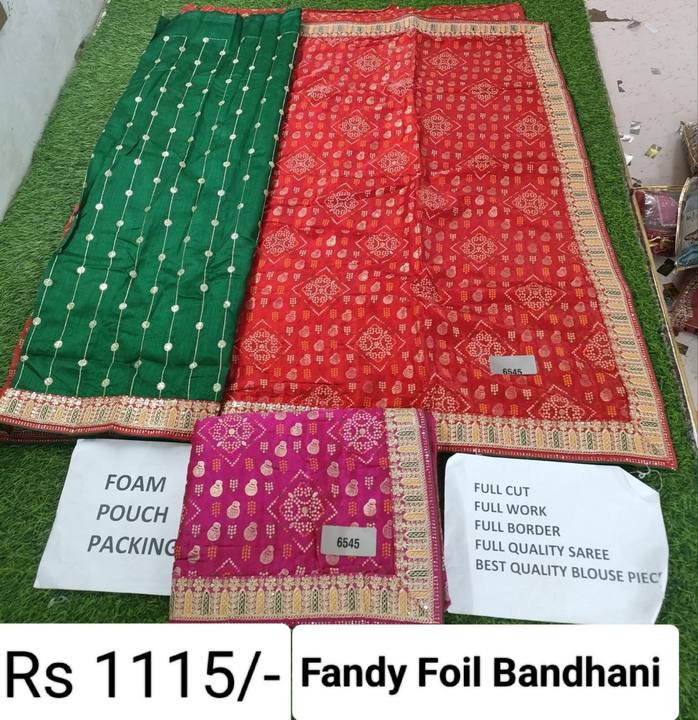 6545
FOAM
POUCH
PACKING
6545
FULL CUT
FULL WORK
FULL BORDER
FULL QUALITY SAREE
BEST QUALITY BLOUSE PIECE
Rs 1115/-
Fandy Foil Bandhani